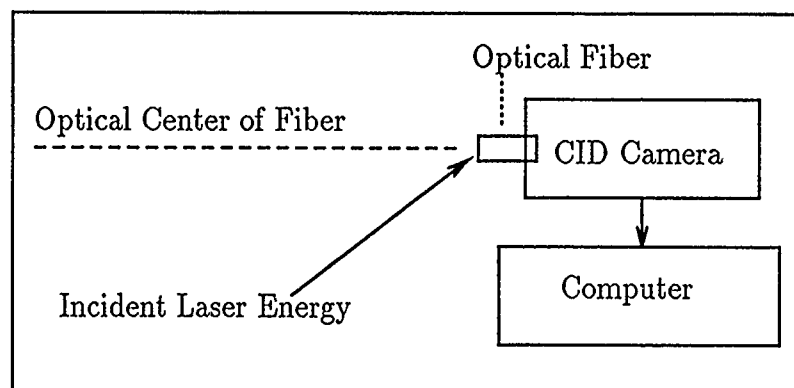 Optical Fiber
Optical Center of Fiber
CID Camera
Computer
Incident Laser Energy